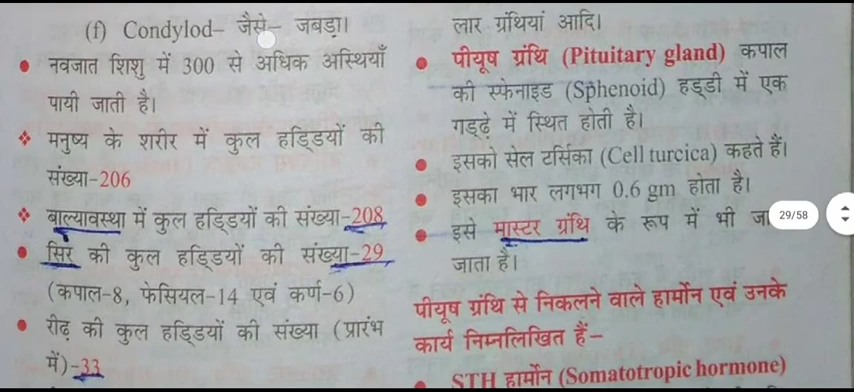 (f) Condylod– जैसे– जंबड़ा।
नवजात शिशु में 300 से अधिक अस्थियाँ
पायी जाती है।
मनुष्य के शरीर में कुल हड्डियों की
संख्या-206
बाल्यावस्था में कुल हड्डियों की संख्या-208
सिर की कुल हड्डियों की संख्या-29
(कपाल-8, फेसियल-14 एवं कर्ण-6)
रीढ़ की कुल हड्डियों की संख्या (प्रारंभ
में)-33
लार ग्रंथियां आदि।
पीयूष ग्रंथि (Pituitary gland) कपाल
की स्फेनाइड (Sphenoid) हड्डी में एक
गड्ढ़े में स्थित होती है।
इसको सेल टर्सिका (Cell turcica) कहते हैं।
इसका भार लगभग 0.6 gm होता है।
इसे मास्टर ग्रंथि के रूप में भी
जाता है।
पीयूष ग्रंथि से निकलने वाले हार्मोन एवं उनके
कार्य निम्नलिखित हैं–
STH हार्मोन (Somatotropic hormone)
29/58